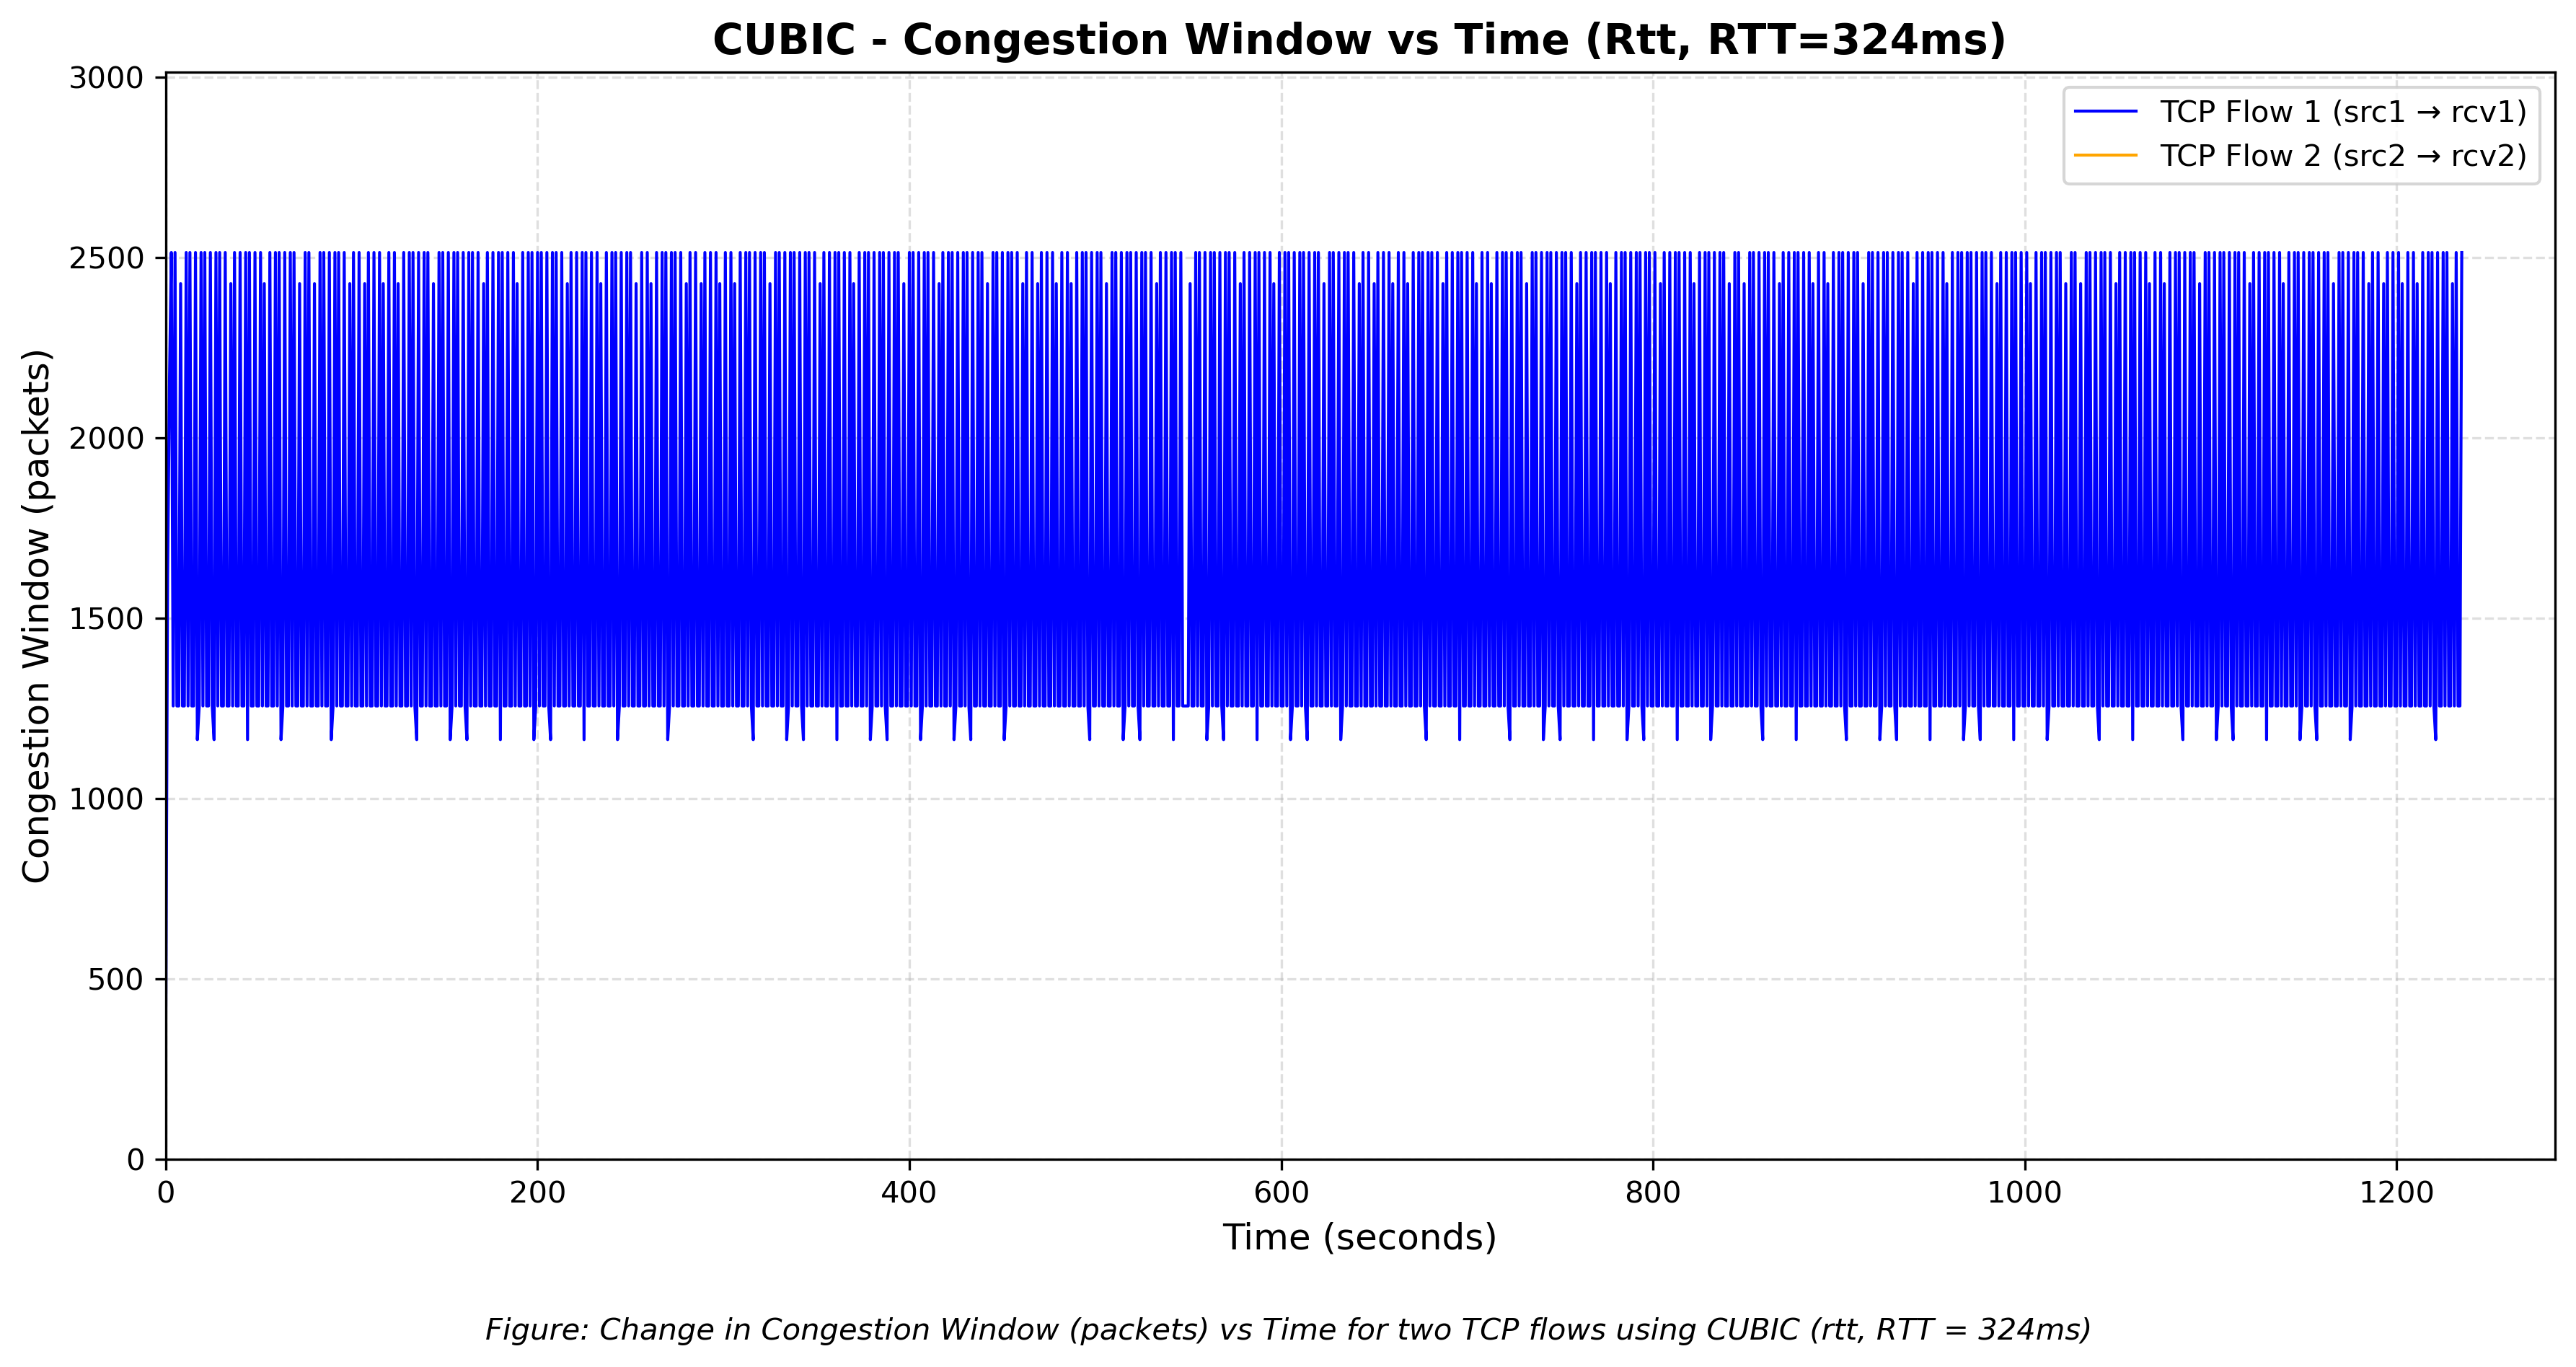 CUBIC - Congestion Window vs Time (Rtt, RTT=324ms)
3000
2500
2000
1500
1000
500
0
Congestion Window (packets)
TCP Flow 1 (src1 → rcv1)
TCP Flow 2 (src2 → rcv2)
0 200 400 600 800 1000 1200
Time (seconds)
Figure: Change in Congestion Window (packets) vs Time for two TCP flows using CUBIC (rtt, RTT = 324ms)